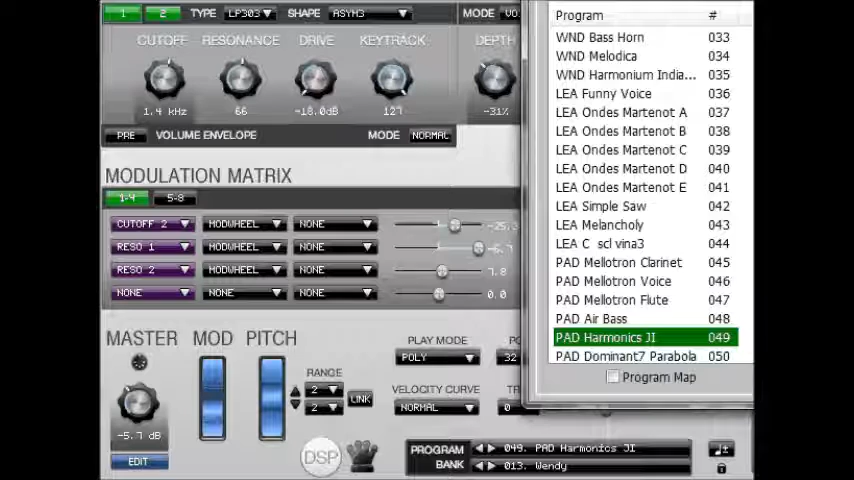 1 2 TYPE LP303 SHAPE ASYM3 MODE
CUTOFF RESONANCE DRIVE KEYTRACK DEPTH
1.4 kHz 66 -18.0dB 127 -31%
PRE VOLUME ENVELOPE MODE NORMAL
MODULATION MATRIX
1-4 5-8
CUTOFF 2 MODWHEEL NONE
RESO 1 MODWHEEL NONE
RESO 2 MODWHEEL NONE 7.8
NONE NONE NONE 0.0
MASTER MOD PITCH
RANGE
2
2
LINK
-5.7 dB
EDIT
PLAY MODE
POLY 32
VELOCITY CURVE
NORMAL 0
DSP
PROGRAM 049. PAD Harmonics JI
BANK 013. Wendy
Program #
WND Bass Horn 033
WND Melodica 034
WND Harmonium India... 035
LEA Funny Voice 036
LEA Ondes Martenot A 037
LEA Ondes Martenot B 038
LEA Ondes Martenot C 039
LEA Ondes Martenot D 040
LEA Ondes Martenot E 041
LEA Simple Saw 042
LEA Melancholy 043
LEA C scl vina3 044
PAD Mellotron Clarinet 045
PAD Mellotron Voice 046
PAD Mellotron Flute 047
PAD Air Bass 048
PAD Harmonics JI 049
PAD Dominant7 Parabola 050
Program Map